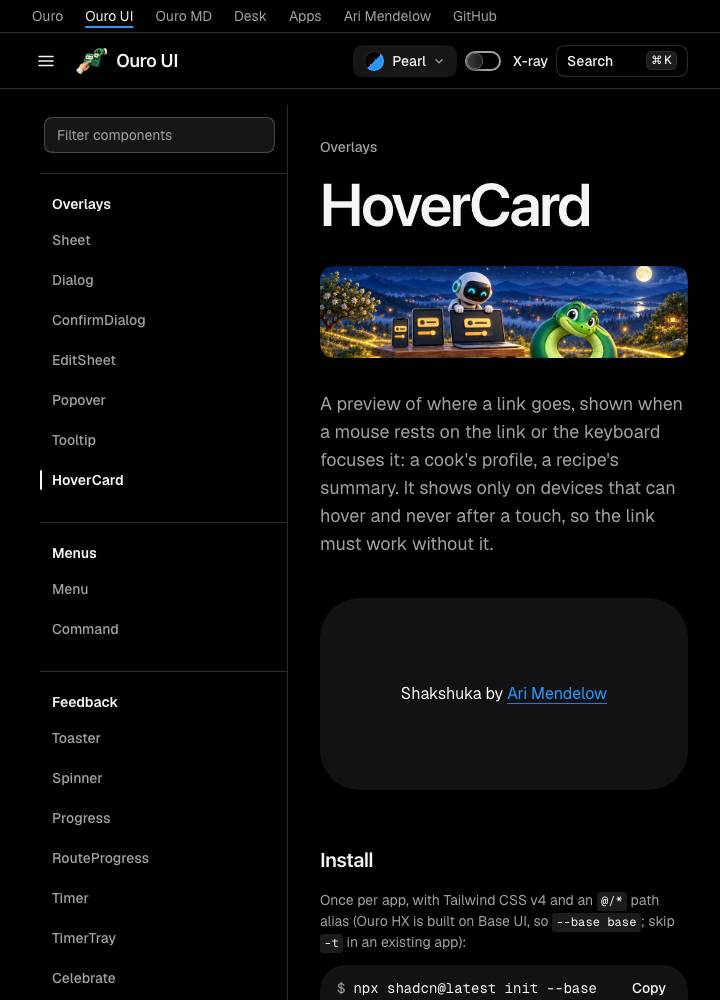 Ouro Ouro UI Ouro MD Desk Apps Ari Mendelow GitHub
Ouro UI
Pearl
X-ray
Search ⌘ K
Filter components
Overlays
Sheet
Dialog
ConfirmDialog
EditSheet
Popover
Tooltip
HoverCard
Menus
Menu
Command
Feedback
Toaster
Spinner
Progress
RouteProgress
Timer
TimerTray
Celebrate
Overlays
HoverCard
A preview of where a link goes, shown when
a mouse rests on the link or the keyboard
focuses it: a cook's profile, a recipe's
summary. It shows only on devices that can
hover and never after a touch, so the link
must work without it.
Shakshuka by Ari Mendelow
Install
Once per app, with Tailwind CSS v4 and an @/* path
alias (Ouro HX is built on Base UI, so --base base; skip
-t in an existing app):
$ npx shadcn@latest init --base
Copy